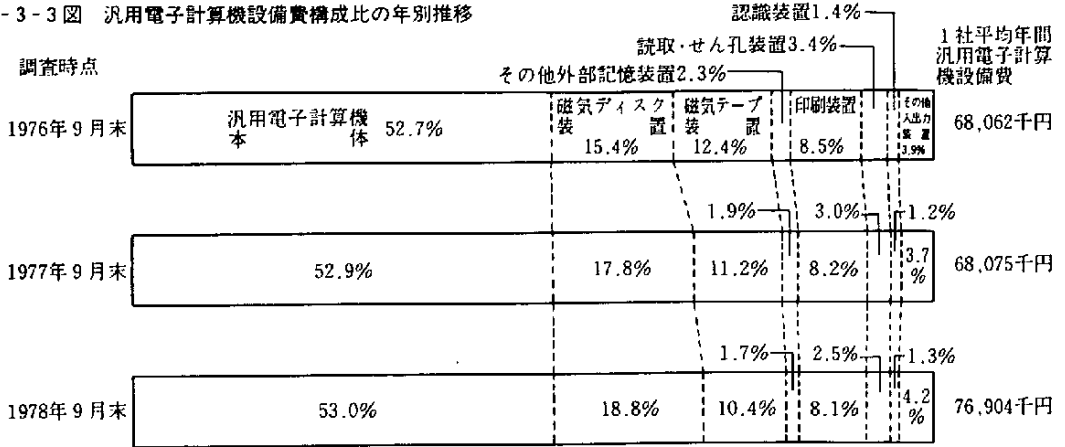 -3-3図 汎用電子計算機設備費構成比の年別推移
認識装置1.4%
1社平均年間
汎用電子計算
機設備費
読取・せん孔装置3.4%
調査時点
その他外部記憶装置2.3%
1976年9月末
汎用電子計算機
本体
52.7%
磁気ディスク
装置
15.4%
磁気テープ
装置
12.4%
印刷装置
8.5%
その他
入出力
装置
3.9%
68,062千円
1.9%
3.0%
1.2%
1977年9月末
52.9%
17.8%
11.2%
8.2%
3.7
%
68,075千円
1.7%
2.5%
1.3%
1978年9月末
53.0%
18.8%
10.4%
8.1%
4.2
%
76,904千円